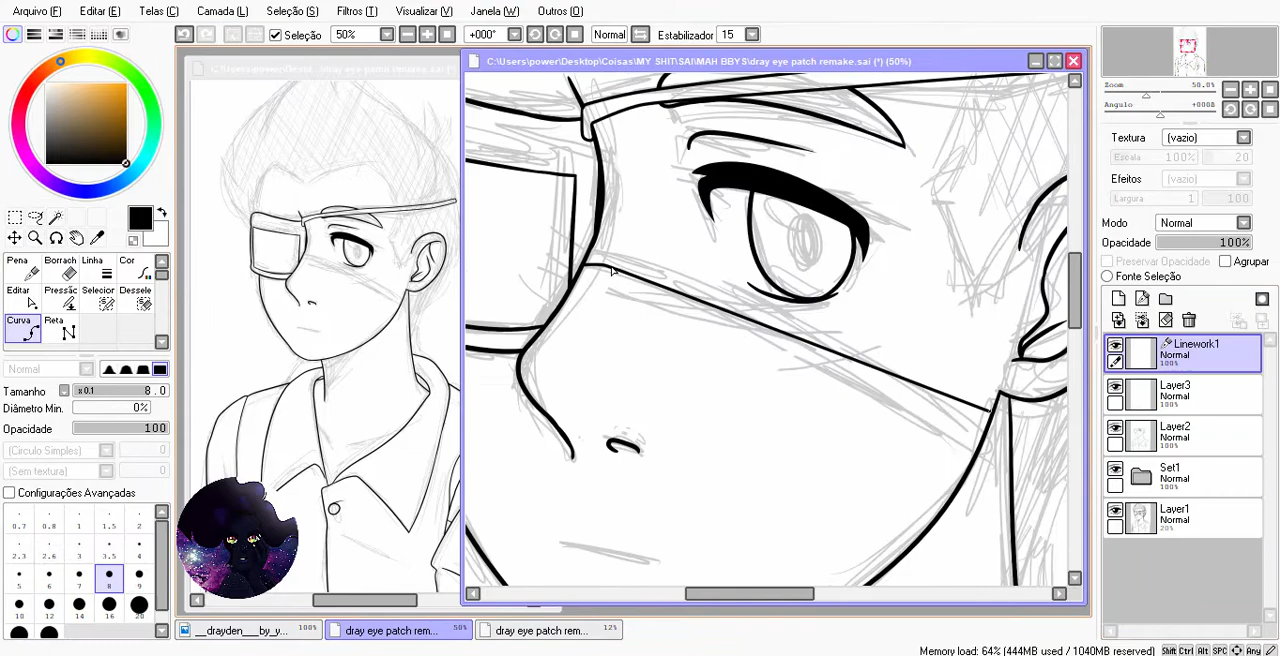 Arquivo (F) Editar (E) Telas (C) Camada (L) Seleção (S) Filtros (T) Visualizar (V) Janela (W) Outros (O)
Seleção 50% +000° Normal Estabilizador 15
C:\Users\power\Desktop\Coisas\MY SHIT\SAI\MAH BBYS\dray eye patch remake.sai (*) (50%)
Zoom 50.0%
Angulo +000B
Textura (vazio)
Escala 100% 20
Efeitos (vazio)
Largura 1 100
Modo Normal
Opacidade 100%
Preservar Opacidade Agrupar
Fonte Seleção
Pena Borrach Linha Cor
Editar Pressãc Selecior Dessele
Curva Reta
Normal
Tamanho x0.1 8.0
Diâmetro Min. 0%
Opacidade 100
(Circulo Simples) 0
(Sem textura) 0
Configurações Avançadas
0.7 0.8 1 1.5 2
2.3 2.6 3 3.5 4
5 6 7 8 9
10 12 14 16 20
Linework1
Normal
100%
Layer3
Normal
100%
Layer2
Normal
100%
Set1
Normal
100%
Layer1
Normal
20%
__drayden___by_y... 100% dray eye patch rem... 50% dray eye patch rem... 12%
Memory load: 64% (444MB used / 1040MB reserved) Shift Ctrl Alt SPC Any